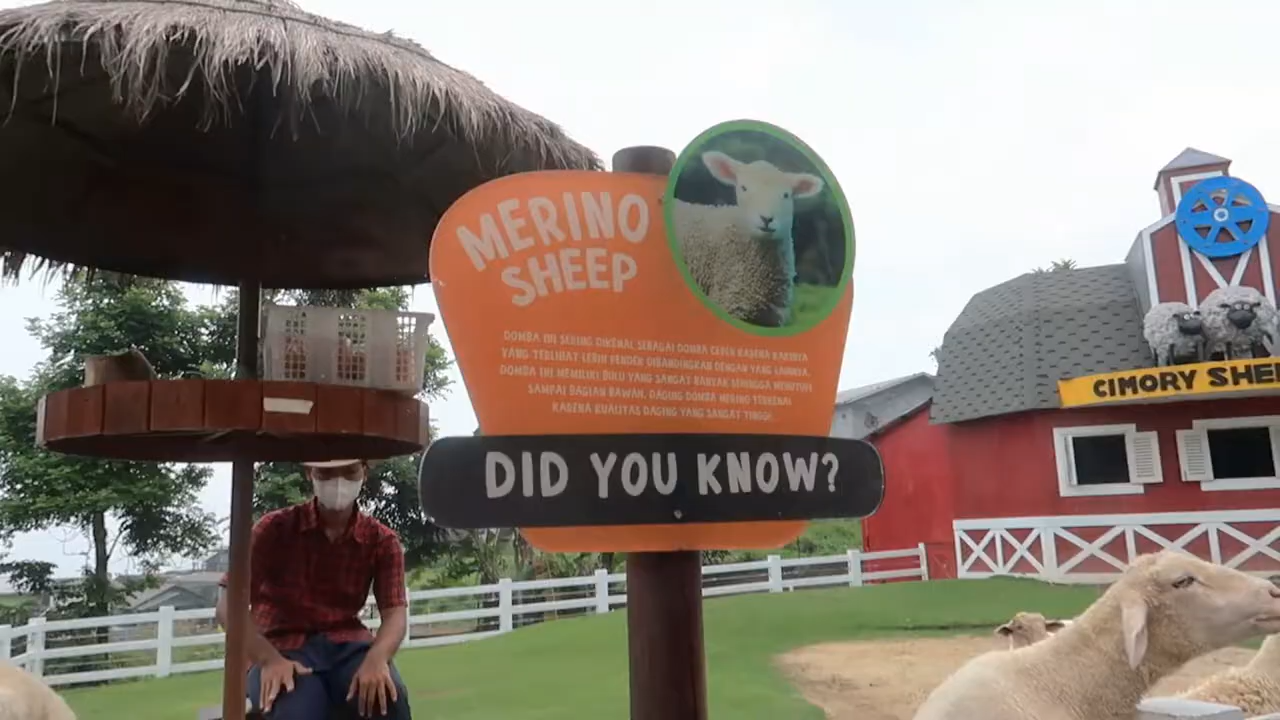 MERINO
SHEEP
DOMBA INI SERING DIKENAL SEBAGAI DOMBA CEBOL KARENA KAKINYA
YANG TERLIHAT LEBIH PENDEK DIBANDINGKAN DENGAN YANG LAINNYA.
DOMBA INI MEMILIKI BULU YANG SANGAT BANYAK SEHINGGA MENUTUPI
SAMPAI BAGIAN BAWAH. DAGING DOMBA MERINO TERKENAL
KARENA KUALITAS DAGING YANG SANGAT TINGGI.
DID YOU KNOW?
CIMORY SHE